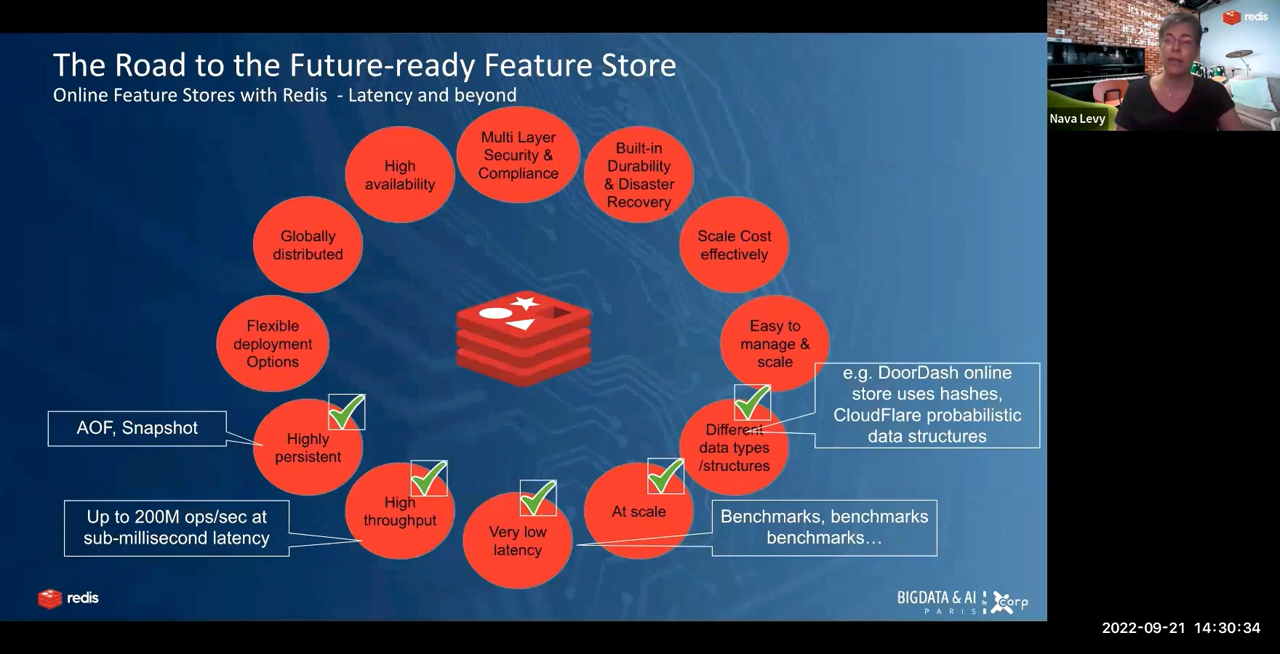 The Road to the Future-ready Feature Store
Online Feature Stores with Redis - Latency and beyond
Multi Layer
Security &
Compliance
High
availability
Built-in
Durability
& Disaster
Recovery
Globally
distributed
Scale Cost
effectively
Flexible
deployment
Options
Easy to
manage &
scale
e.g. DoorDash online
store uses hashes,
CloudFlare probabilistic
data structures
AOF, Snapshot
Highly
persistent
Different
data types
/structures
High
throughput
At scale
Very low
latency
Up to 200M ops/sec at
sub-millisecond latency
Benchmarks, benchmarks
benchmarks...
redis
BIGDATA & AI
PARIS
by
corp
redis
Nava Levy
2022-09-21 14:30:34